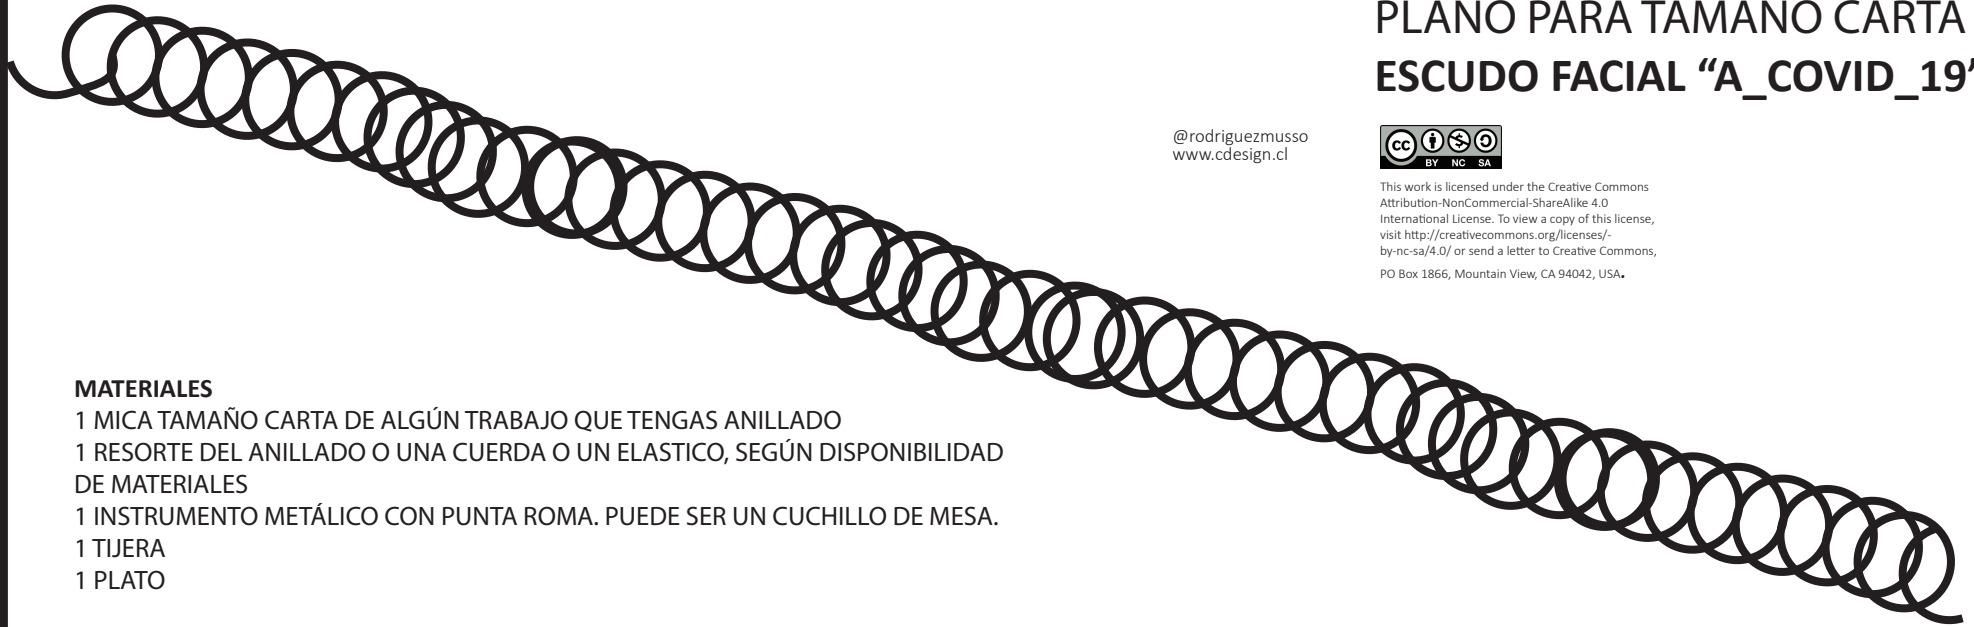 PLANO PARA TAMAÑO CARTA
ESCUDO FACIAL “A_COVID_19”
@rodriguezmusso
www.cdesign.cl
cc
BY NC SA
This work is licensed under the Creative Commons
Attribution-NonCommercial-ShareAlike 4.0
International License. To view a copy of this license,
visit http://creativecommons.org/licenses/-
by-nc-sa/4.0/ or send a letter to Creative Commons,
PO Box 1866, Mountain View, CA 94042, USA.
MATERIALES
1 MICA TAMAÑO CARTA DE ALGÚN TRABAJO QUE TENGAS ANILLADO
1 RESORTE DEL ANILLADO O UNA CUERDA O UN ELASTICO, SEGÚN DISPONIBILIDAD
DE MATERIALES
1 INSTRUMENTO METÁLICO CON PUNTA ROMA. PUEDE SER UN CUCHILLO DE MESA.
1 TIJERA
1 PLATO